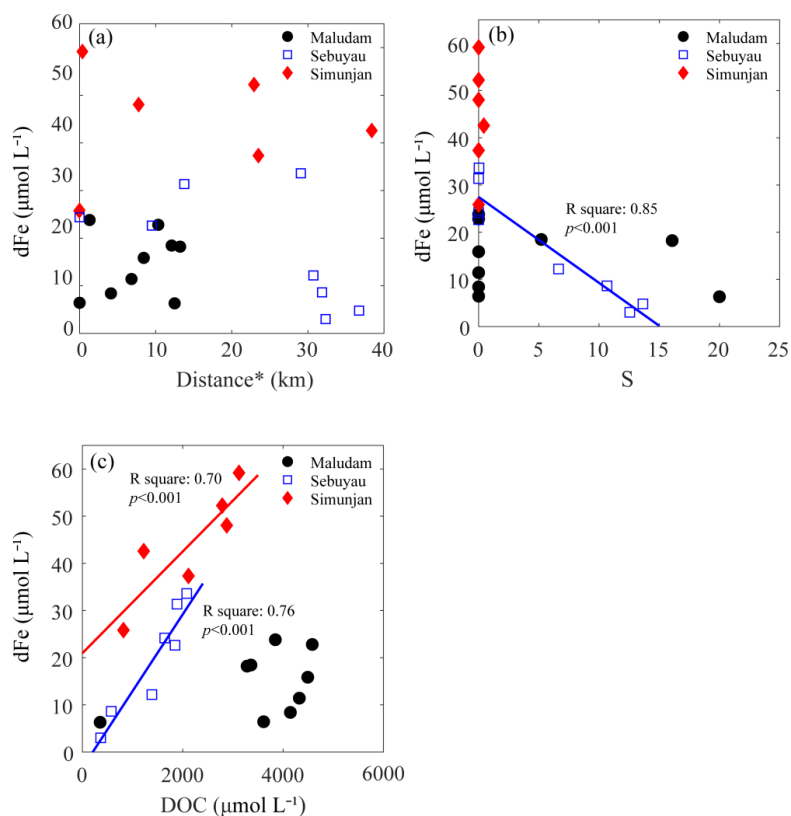 (a)
Maludam
Sebuyau
Simunjan
60
50
40
30
20
10
0
dFe (μmol L⁻¹)
0 10 20 30 40
Distance* (km)
(b)
Maludam
Sebuyau
Simunjan
60
50
40
30
20
10
0
dFe (μmol L⁻¹)
R square: 0.85
p<0.001
0 5 10 15 20 25
S
(c)
Maludam
Sebuyau
Simunjan
R square: 0.70
p<0.001
60
50
40
30
20
10
0
dFe (μmol L⁻¹)
R square: 0.76
p<0.001
0 2000 4000 6000
DOC (μmol L⁻¹)